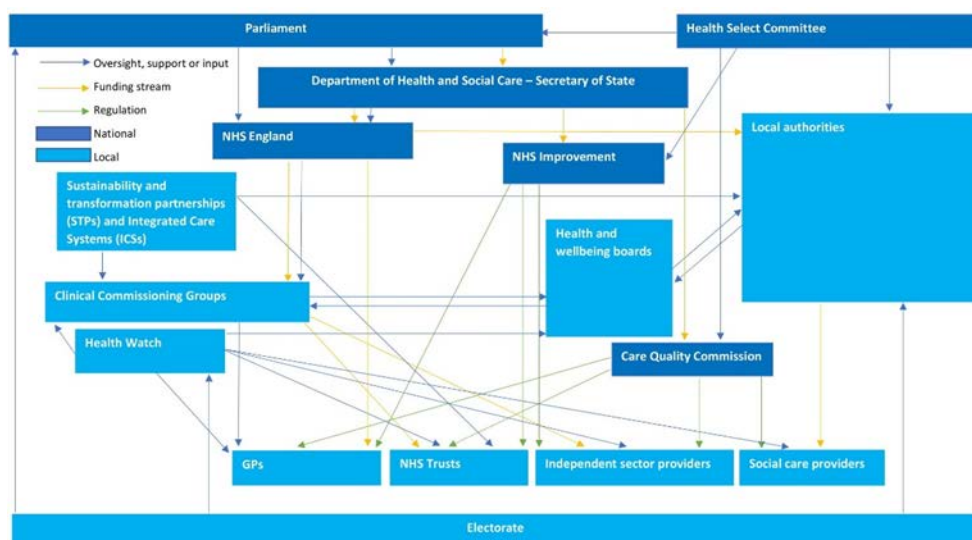 Parliament
Health Select Committee
Oversight, support or input
Funding stream
Regulation
National
Local
Department of Health and Social Care – Secretary of State
NHS England
NHS Improvement
Local authorities
Sustainability and
transformation partnerships
(STPs) and Integrated Care
Systems (ICSs)
Health and
wellbeing boards
Clinical Commissioning Groups
Health Watch
Care Quality Commission
GPs
NHS Trusts
Independent sector providers
Social care providers
Electorate